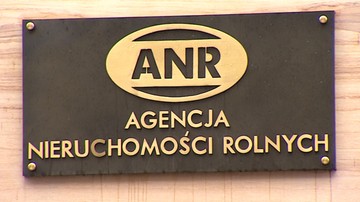 ANR
AGENCJA
NIERUCHOMOŚCI ROLNYCH